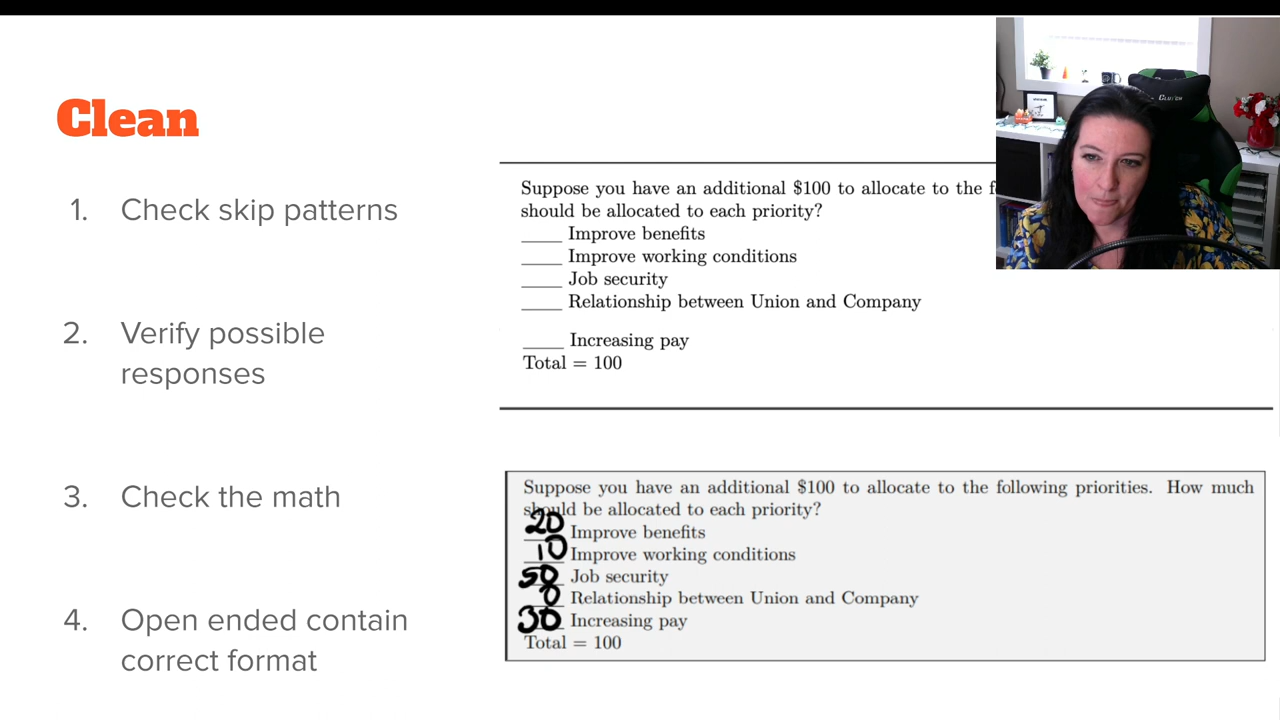 Clean
1. Check skip patterns
2. Verify possible
responses
3. Check the math
4. Open ended contain
correct format
Suppose you have an additional $100 to allocate to the
should be allocated to each priority?
____ Improve benefits
____ Improve working conditions
____ Job security
____ Relationship between Union and Company
____ Increasing pay
Total = 100
Suppose you have an additional $100 to allocate to the following priorities. How much
should be allocated to each priority?
20 Improve benefits
10 Improve working conditions
50 Job security
0 Relationship between Union and Company
30 Increasing pay
Total = 100
CLUTCH